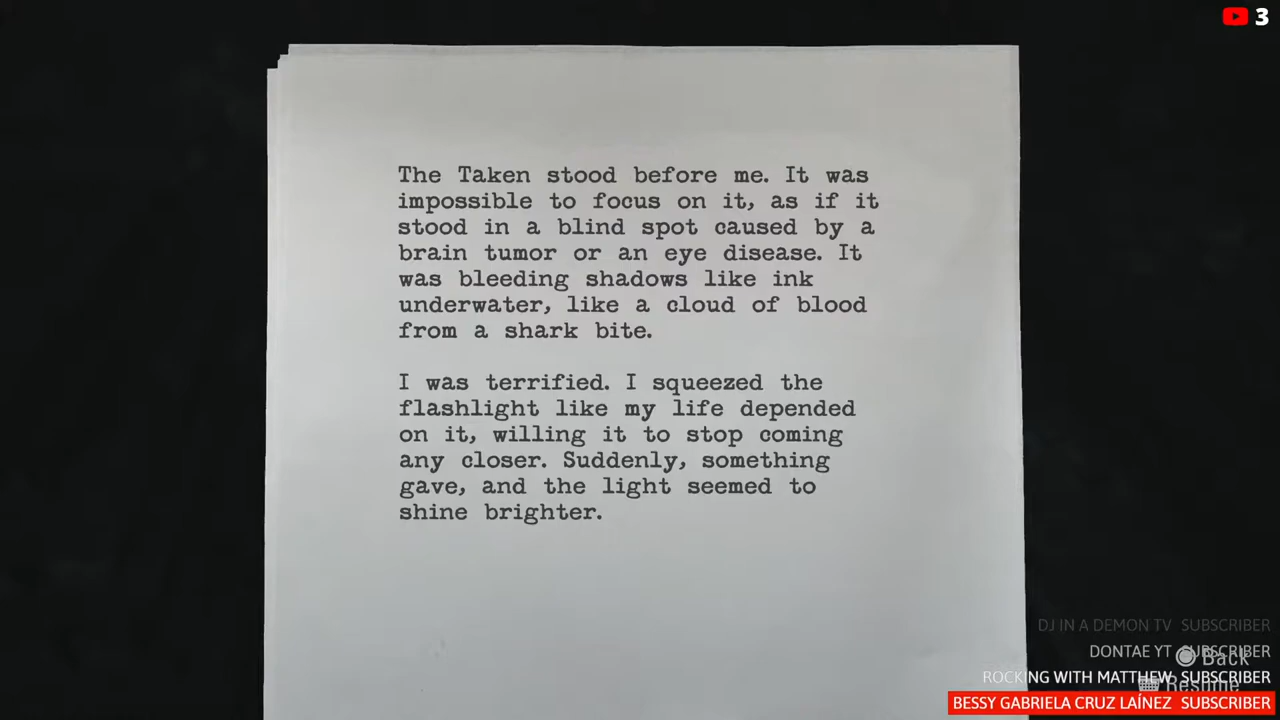 3
The Taken stood before me. It was
impossible to focus on it, as if it
stood in a blind spot caused by a
brain tumor or an eye disease. It
was bleeding shadows like ink
underwater, like a cloud of blood
from a shark bite.
I was terrified. I squeezed the
flashlight like my life depended
on it, willing it to stop coming
any closer. Suddenly, something
gave, and the light seemed to
shine brighter.
DJ IN A DEMON TV SUBSCRIBER
DONTAE YT SUBSCRIBER
Back
ROCKING WITH MATTHEW SUBSCRIBER
Resume
BESSY GABRIELA CRUZ LAÍNEZ SUBSCRIBER